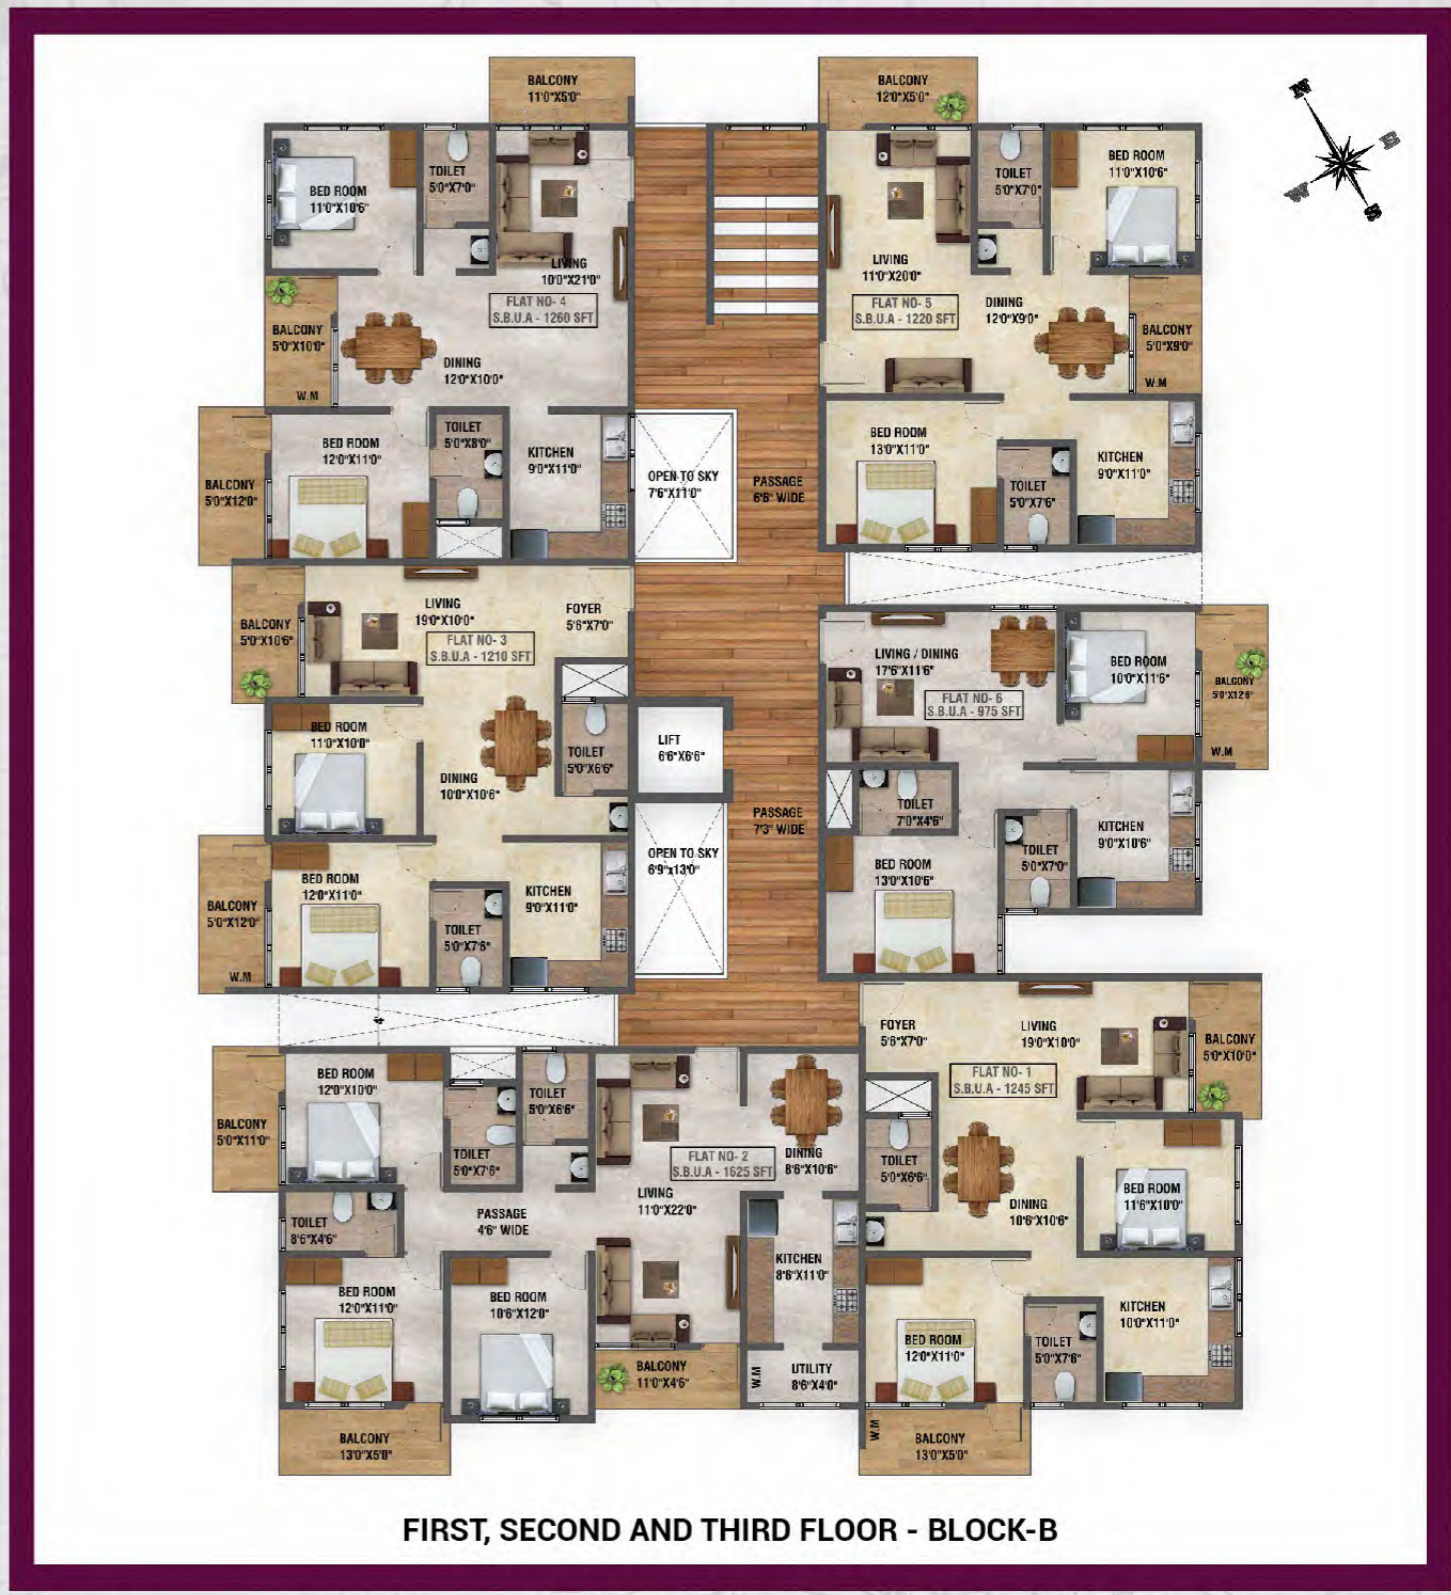 BALCONY
11'0"X5'0"
BALCONY
12'0"X5'0"
N
E
W
S
BED ROOM
11'0"X10'6"
TOILET
5'0"X7'0"
LIVING
10'0"X21'0"
FLAT NO- 4
S.B.U.A - 1260 SFT
BALCONY
5'0"X10'0"
W.M
DINING
12'0"X10'0"
BALCONY
5'0"X12'0"
BED ROOM
12'0"X11'0"
TOILET
5'0"X8'0"
KITCHEN
9'0"X11'0"
OPEN TO SKY
7'6"X11'0"
PASSAGE
6'6" WIDE
TOILET
5'0"X7'0"
BED ROOM
11'0"X10'6"
LIVING
11'0"X20'0"
FLAT NO- 5
S.B.U.A - 1220 SFT
DINING
12'0"X9'0"
BALCONY
5'0"X9'0"
W.M
BED ROOM
13'0"X11'0"
TOILET
5'0"X7'6"
KITCHEN
9'0"X11'0"
BALCONY
5'0"X10'6"
LIVING
19'0"X10'0"
FOYER
5'6"X7'0"
FLAT NO- 3
S.B.U.A - 1210 SFT
BED ROOM
11'0"X10'0"
DINING
10'0"X10'6"
TOILET
5'0"X6'6"
LIFT
6'6"X6'6"
BALCONY
5'0"X12'0"
W.M
BED ROOM
12'0"X11'0"
TOILET
5'0"X7'6"
KITCHEN
9'0"X11'0"
OPEN TO SKY
6'9"x13'0"
PASSAGE
7'3" WIDE
LIVING / DINING
17'6"X11'6"
FLAT NO- 6
S.B.U.A - 975 SFT
BED ROOM
10'0"X11'6"
BALCONY
5'0"X12'6"
W.M
TOILET
7'0"X4'6"
BED ROOM
13'0"X10'6"
TOILET
5'0"X7'0"
KITCHEN
9'0"X10'6"
BALCONY
5'0"X11'0"
BED ROOM
12'0"X10'0"
TOILET
5'0"X7'6"
TOILET
5'0"X6'6"
FLAT NO- 2
S.B.U.A - 1625 SFT
DINING
8'6"X10'6"
LIVING
11'0"X22'0"
TOILET
8'6"X4'6"
PASSAGE
4'6" WIDE
KITCHEN
8'6"X11'0"
BED ROOM
12'0"X11'0"
BED ROOM
10'6"X12'0"
BALCONY
11'0"X4'6"
W.M
UTILITY
8'6"X4'0"
BALCONY
13'0"X5'0"
FOYER
5'6"X7'0"
LIVING
19'0"X10'0"
BALCONY
5'0"X10'0"
FLAT NO- 1
S.B.U.A - 1245 SFT
TOILET
5'0"X6'6"
DINING
10'6"X10'6"
BED ROOM
11'6"X10'0"
BED ROOM
12'0"X11'0"
TOILET
5'0"X7'6"
KITCHEN
10'0"X11'0"
W.M
BALCONY
13'0"X5'0"
FIRST, SECOND AND THIRD FLOOR - BLOCK-B